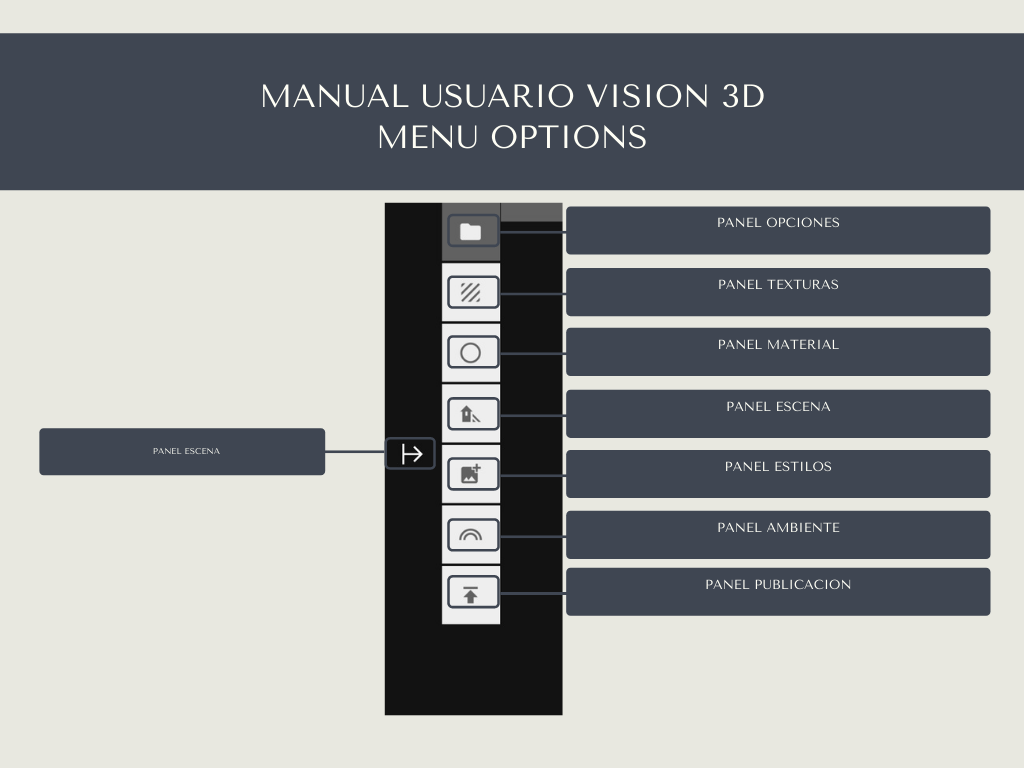 MANUAL USUARIO VISION 3D
MENU OPTIONS
PANEL OPCIONES
PANEL TEXTURAS
PANEL MATERIAL
PANEL ESCENA
PANEL ESCENA
PANEL ESTILOS
PANEL AMBIENTE
PANEL PUBLICACION